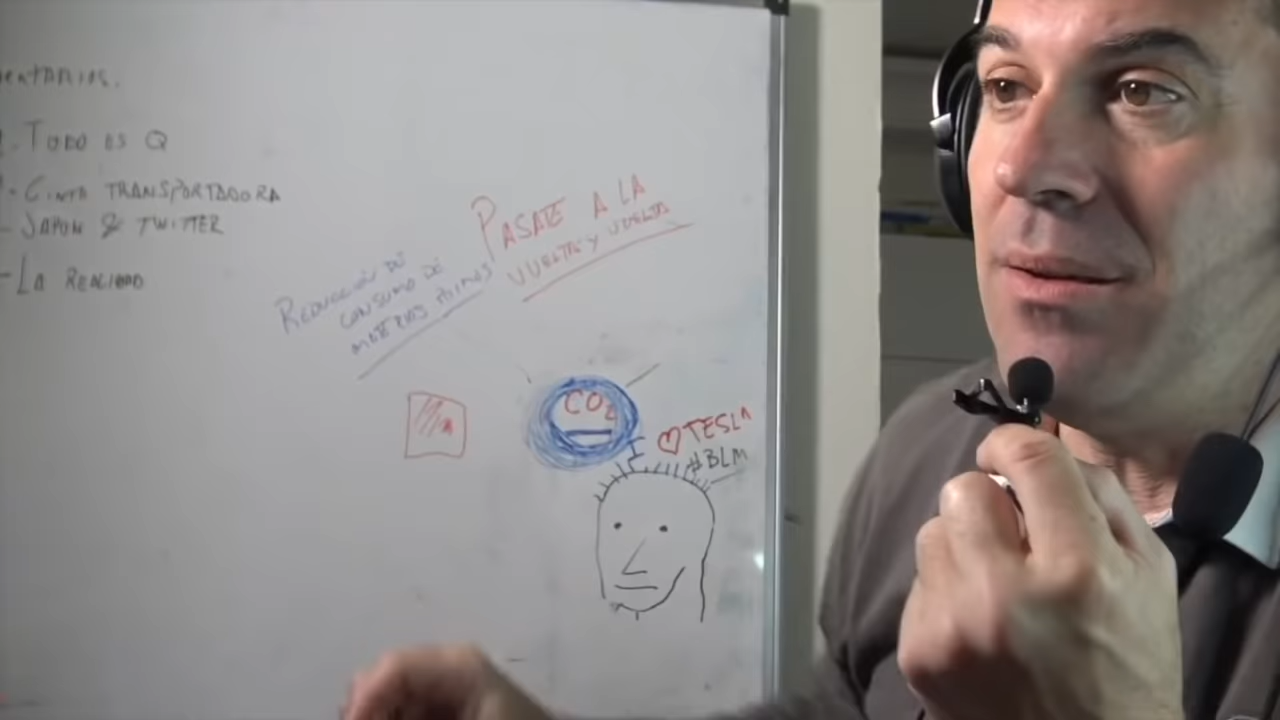 COMENTARIOS.
. TODO ES Q
- CINTA TRANSPORTADORA
- JAPON & TWITTER
- LA REALIDAD
PASATE A LA
VUELTA Y VUELTA
REDUCCIÓN DE
CONSUMO DE
MATERIAS PRIMAS
CO2
I ♡ TESLA
#BLM